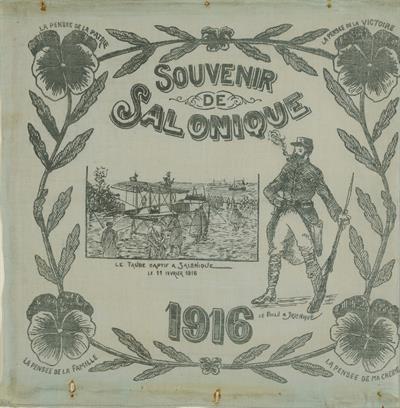 LA PENSÉE DE LA PATRIE
LA PENSÉE DE LA VICTOIRE
SOUVENIR
DE
SALONIQUE
LE TAUBE CAPTIF A SALONIQUE
LE 11 FEVRIER 1916
1916
LE POILU A SALONIQUE
LA PENSÉE DE LA FAMILLE
LA PENSÉE DE MA CHERIE